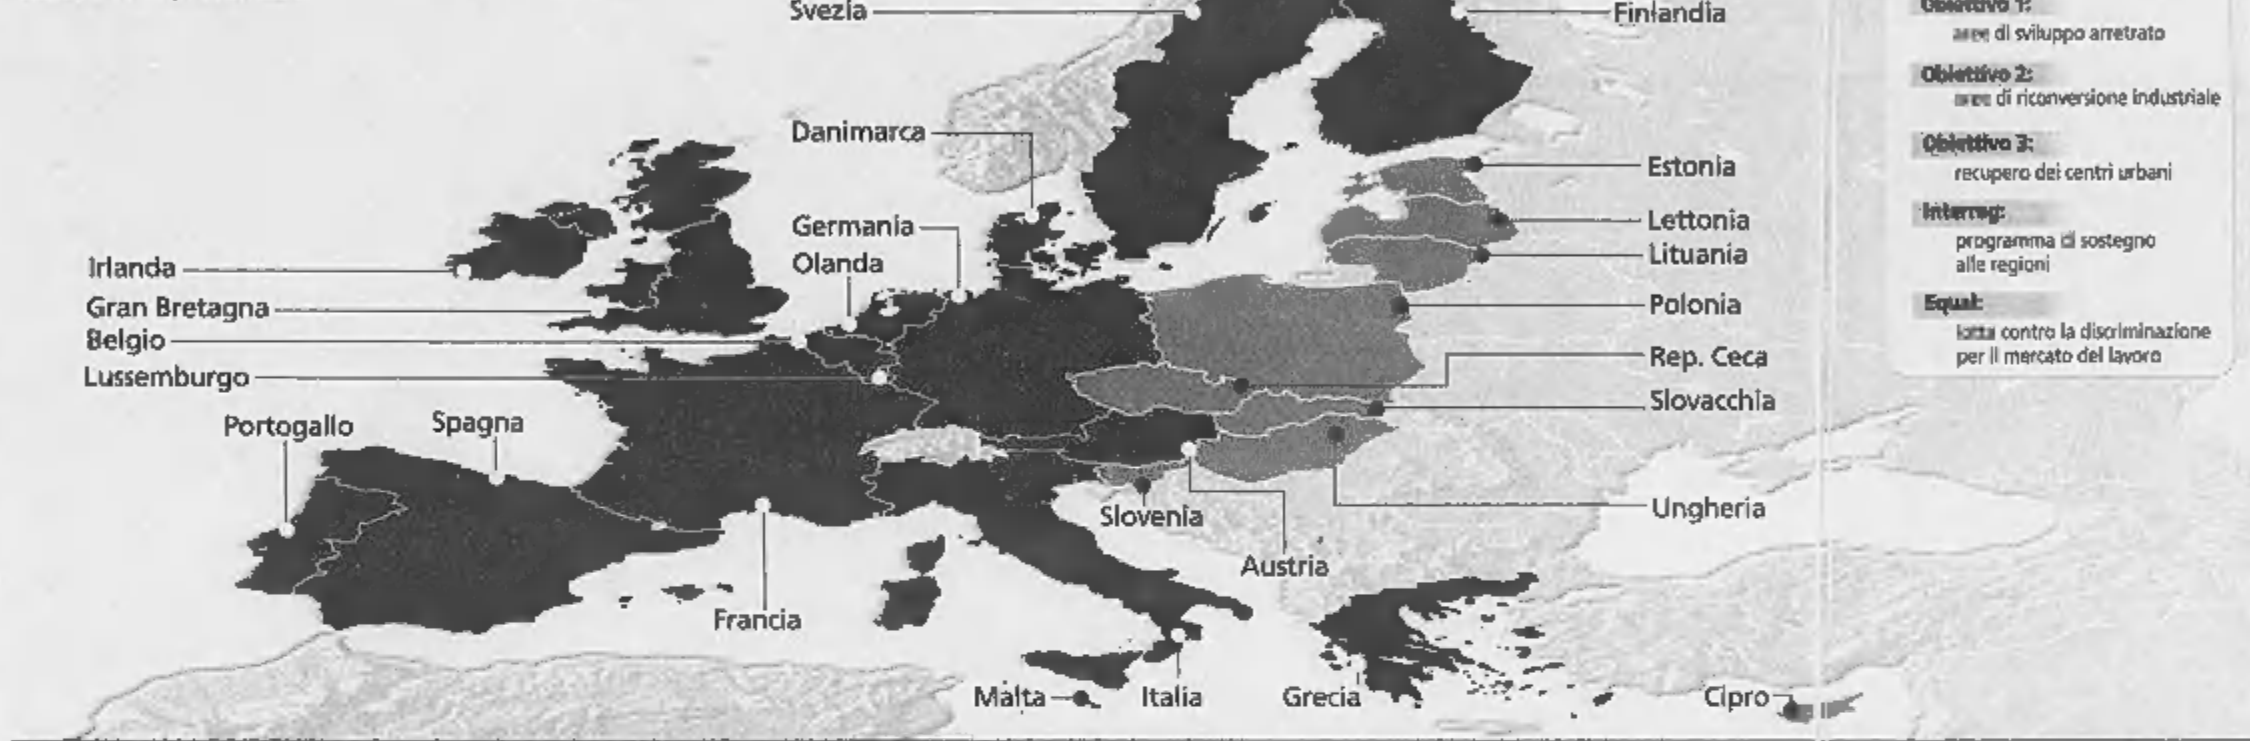 Svezia
Finlandia
Danimarca
Estonia
Germania
Lettonia
Olanda
Lituania
Irlanda
Gran Bretagna
Polonia
Belgio
Rep. Ceca
Lussemburgo
Slovacchia
Portogallo
Spagna
Slovenia
Ungheria
Austria
Francia
Malta
Italia
Grecia
Cipro
Obiettivo 1:
aree di sviluppo arretrato
Obiettivo 2:
aree di riconversione industriale
Obiettivo 3:
recupero dei centri urbani
Interreg:
programma di sostegno
alle regioni
Equal:
lotta contro la discriminazione
per il mercato del lavoro